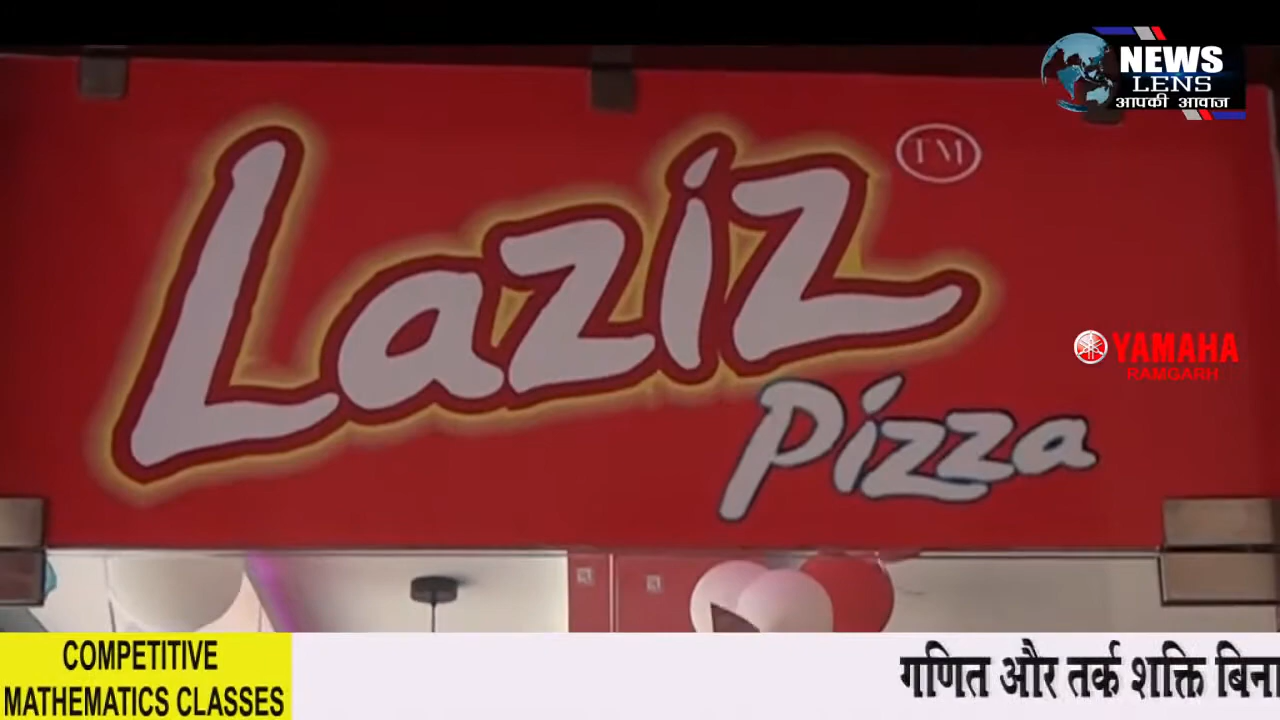 NEWS
LENS
आपकी आवाज
Laziz
TM
Pizza
YAMAHA
RAMGARH
COMPETITIVE
MATHEMATICS CLASSES
गणित और तर्क शक्ति बिना